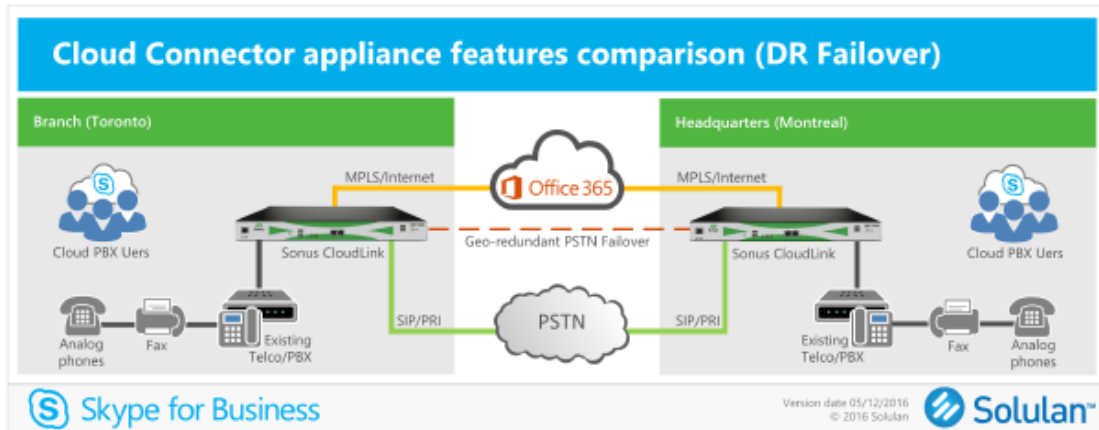 Cloud Connector appliance features comparison (DR Failover)
Branch (Toronto)
Headquarters (Montreal)
MPLS/Internet
Office 365
MPLS/Internet
Cloud PBX Uers
Sonus CloudLink
Geo-redundant PSTN Failover
Sonus CloudLink
Cloud PBX Uers
SIP/PRI
PSTN
SIP/PRI
Analog
phones
Fax
Existing
Telco/PBX
Existing
Telco/PBX
Fax
Analog
phones
S Skype for Business
Version date 05/12/2016
© 2016 Solulan
Solulan™